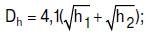 Dₕ = 4,1(√h₁ + √h₂);